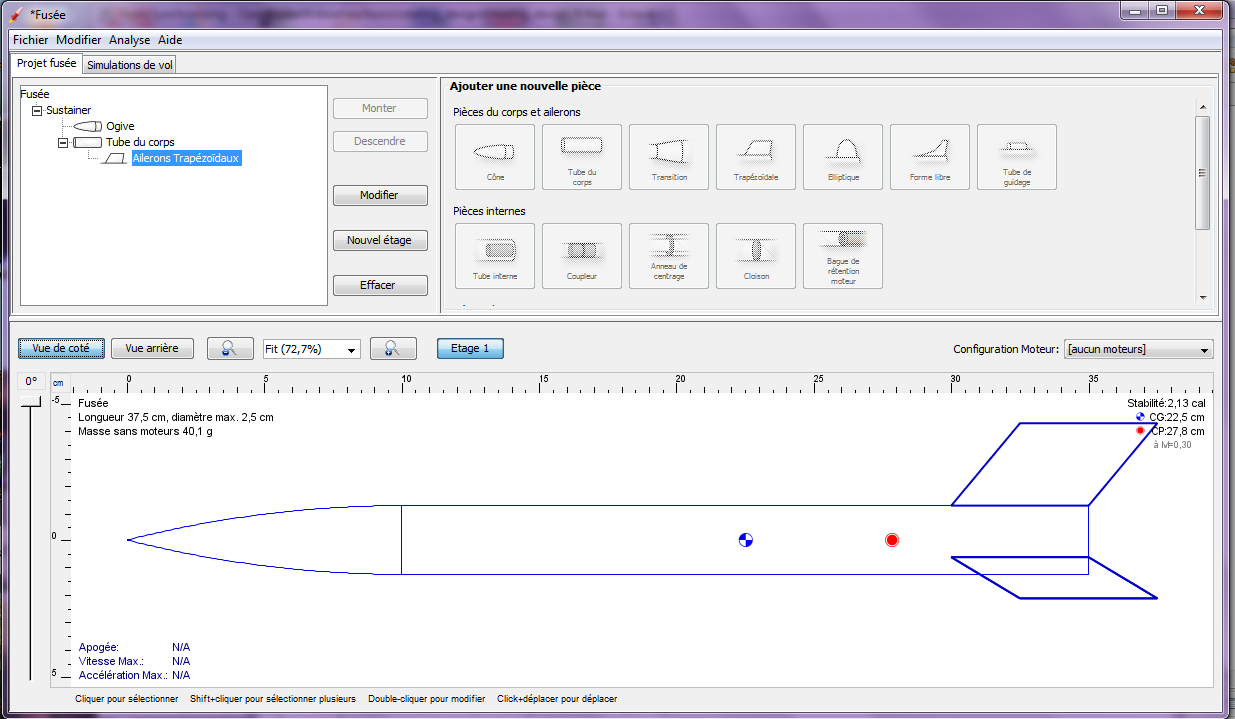 *Fusée
Fichier Modifier Analyse Aide
Projet fusée Simulations de vol
Fusée
Sustainer
Ogive
Tube du corps
Ailerons Trapézoïdaux
Monter
Descendre
Modifier
Nouvel étage
Effacer
Ajouter une nouvelle pièce
Pièces du corps et ailerons
Cône
Tube du
corps
Transition
Trapézoïdale
Elliptique
Forme libre
Tube de
guidage
Pièces internes
Tube interne
Coupleur
Anneau de
centrage
Cloison
Bague de
rétention
moteur
Vue de coté Vue arrière Fit (72,7%) Etage 1 Configuration Moteur: [aucun moteurs]
0° cm 0 5 10 15 20 25 30 35
-5
0
5
Fusée
Longueur 37,5 cm, diamètre max. 2,5 cm
Masse sans moteurs 40,1 g
Stabilité:2,13 cal
CG:22,5 cm
CP:27,8 cm
à M=0,30
Apogée: N/A
Vitesse Max.: N/A
Accélération Max.: N/A
Cliquer pour sélectionner Shift+cliquer pour sélectionner plusieurs Double-cliquer pour modifier Click+déplacer pour déplacer